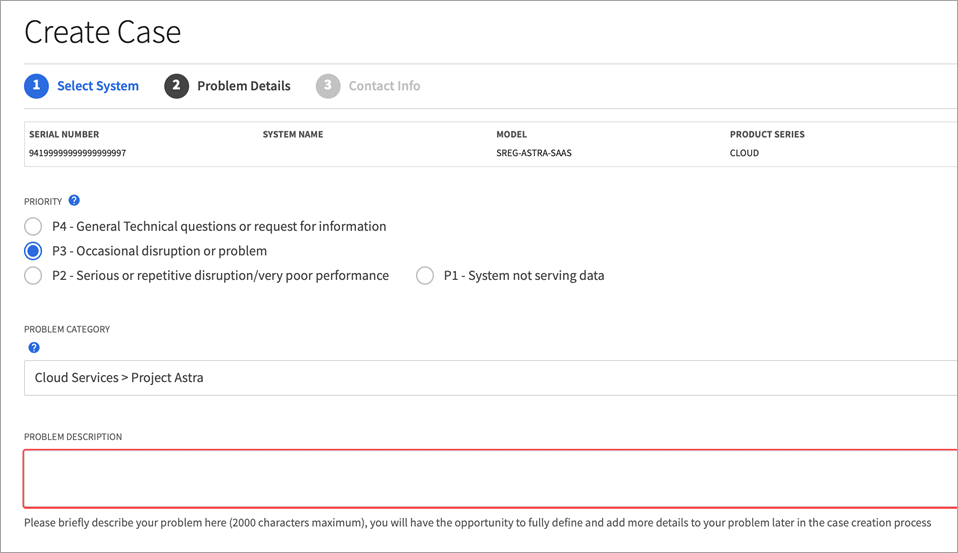 Create Case
1 Select System 2 Problem Details 3 Contact Info
SERIAL NUMBER SYSTEM NAME MODEL PRODUCT SERIES
94199999999999999997 SREG-ASTRA-SAAS CLOUD
PRIORITY ?
P4 - General Technical questions or request for information
P3 - Occasional disruption or problem
P2 - Serious or repetitive disruption/very poor performance P1 - System not serving data
PROBLEM CATEGORY
?
Cloud Services > Project Astra
PROBLEM DESCRIPTION
Please briefly describe your problem here (2000 characters maximum), you will have the opportunity to fully define and add more details to your problem later in the case creation process